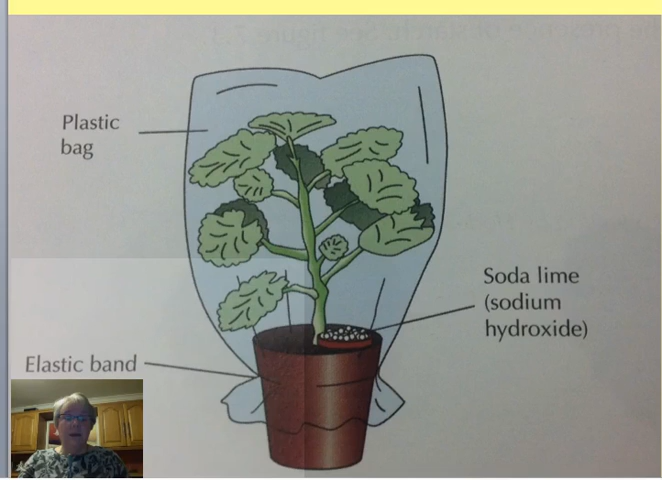 Plastic
bag
Soda lime
(sodium
hydroxide)
Elastic band